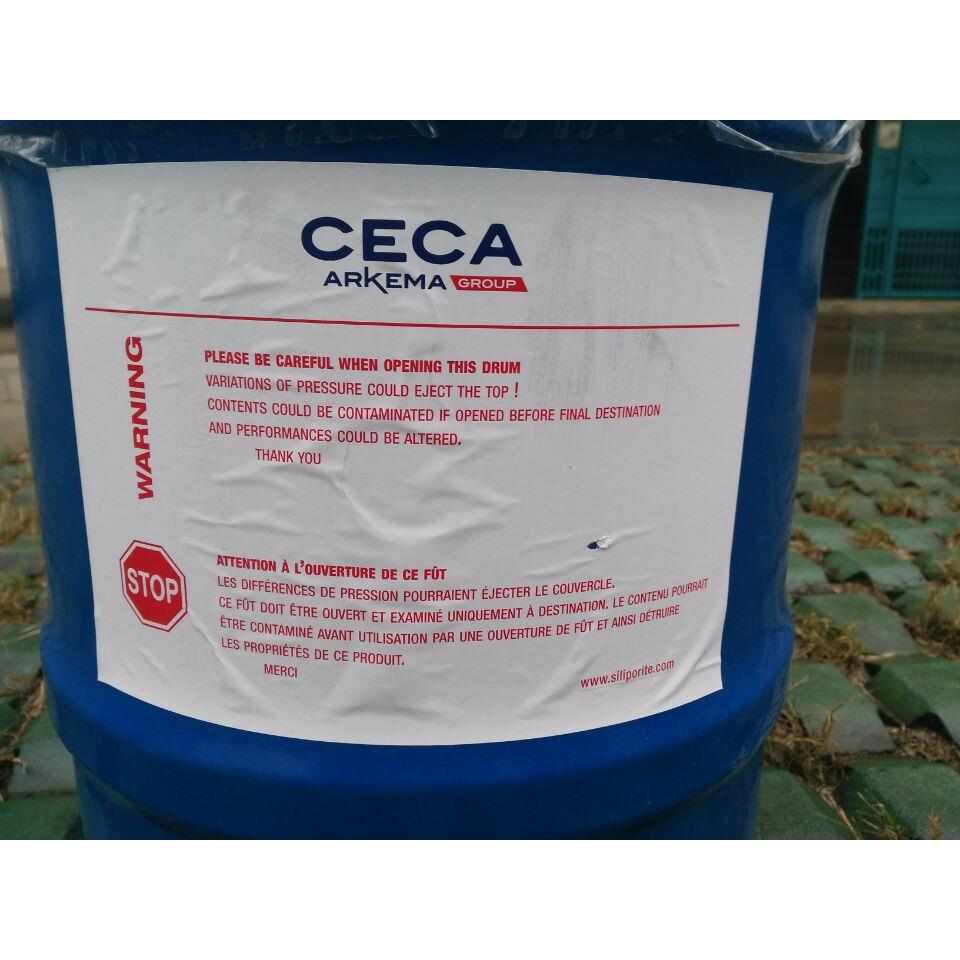 CECA
ARKEMA GROUP
WARNING
PLEASE BE CAREFUL WHEN OPENING THIS DRUM
VARIATIONS OF PRESSURE COULD EJECT THE TOP !
CONTENTS COULD BE CONTAMINATED IF OPENED BEFORE FINAL DESTINATION
AND PERFORMANCES COULD BE ALTERED.
THANK YOU
STOP
ATTENTION À L'OUVERTURE DE CE FÛT
LES DIFFÉRENCES DE PRESSION POURRAIENT ÉJECTER LE COUVERCLE.
CE FÛT DOIT ÊTRE OUVERT ET EXAMINÉ UNIQUEMENT À DESTINATION. LE CONTENU POURRAIT
ÊTRE CONTAMINÉ AVANT UTILISATION PAR UNE OUVERTURE DE FÛT ET AINSI DÉTRUIRE
LES PROPRIÉTÉS DE CE PRODUIT.
MERCI
www.siliporite.com